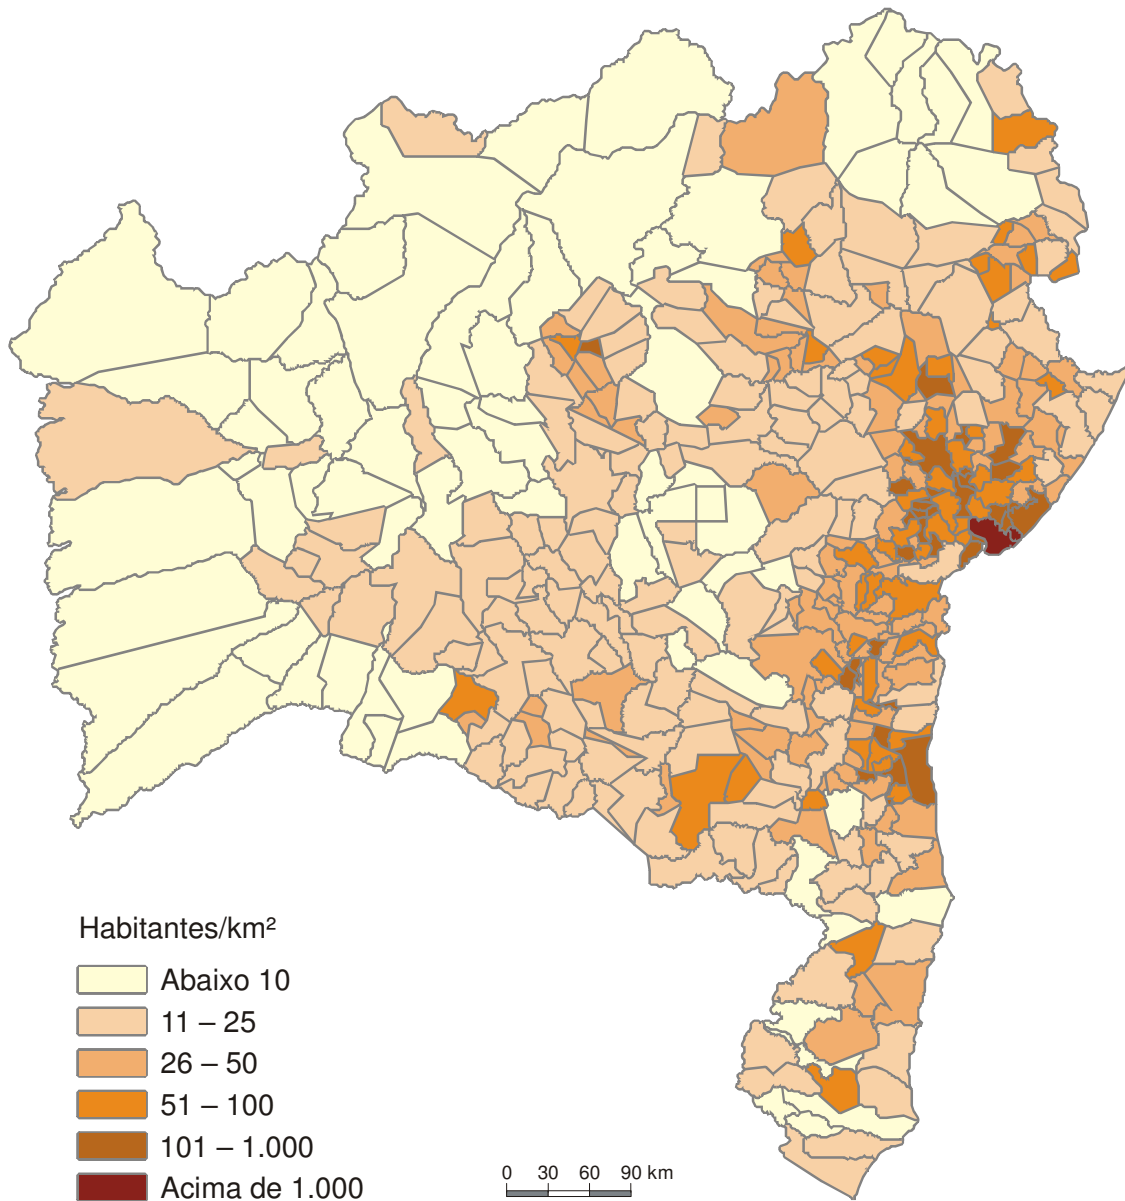 Habitantes/km²
Abaixo 10
11 – 25
26 – 50
51 – 100
101 – 1.000
Acima de 1.000
0 30 60 90 km